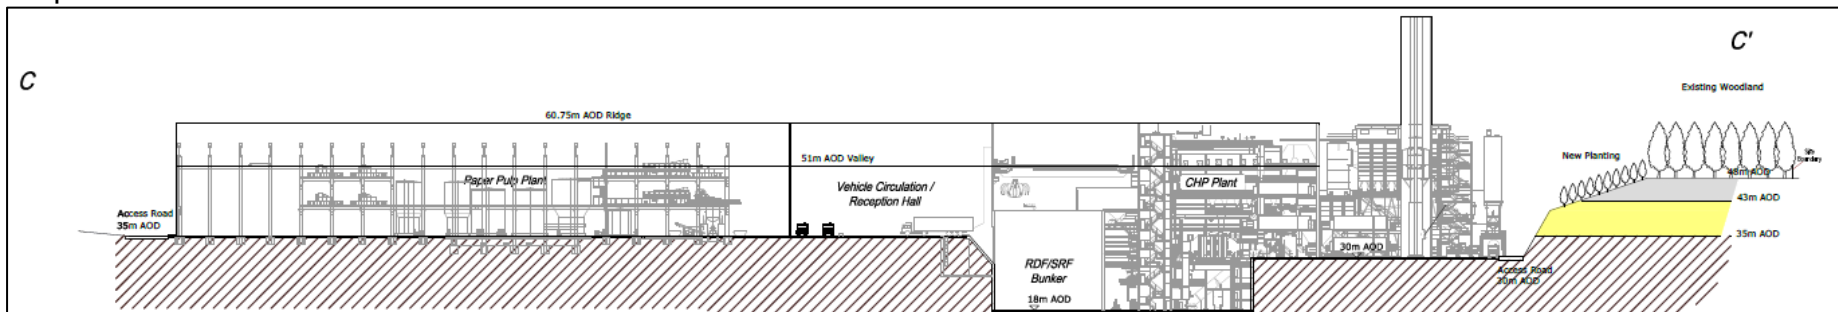 C
C'
Existing Woodland
60.75m AOD Ridge
51m AOD Valley
New Planting
Site
Boundary
48m AOD
Paper Pulp Plant
Vehicle Circulation /
Reception Hall
CHP Plant
43m AOD
Access Road
35m AOD
35m AOD
30m AOD
RDF/SRF
Bunker
18m AOD
Access Road
30m AOD